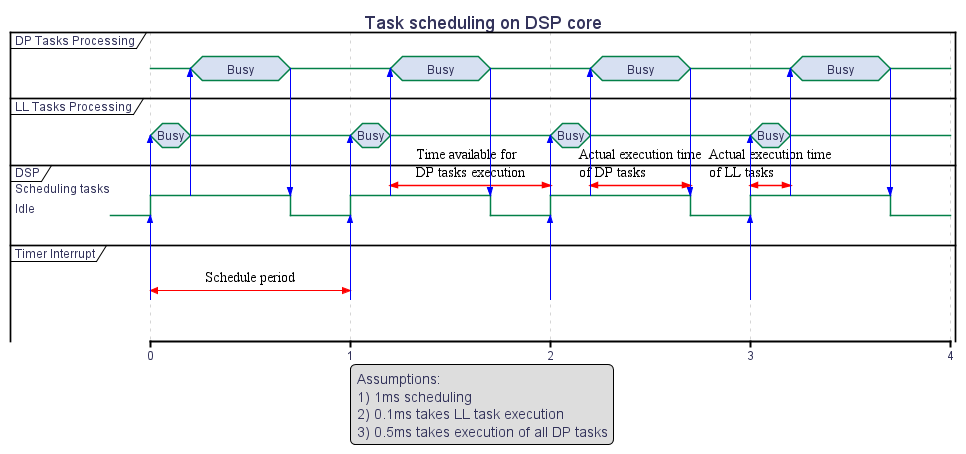 Task scheduling on DSP core
DP Tasks Processing
Busy Busy Busy Busy
LL Tasks Processing
Busy Busy Busy Busy
Time available for
DP tasks execution
Actual execution time
of DP tasks
Actual execution time
of LL tasks
DSP
Scheduling tasks
Idle
Timer Interrupt
Schedule period
0 1 2 3 4
Assumptions:
1) 1ms scheduling
2) 0.1ms takes LL task execution
3) 0.5ms takes execution of all DP tasks